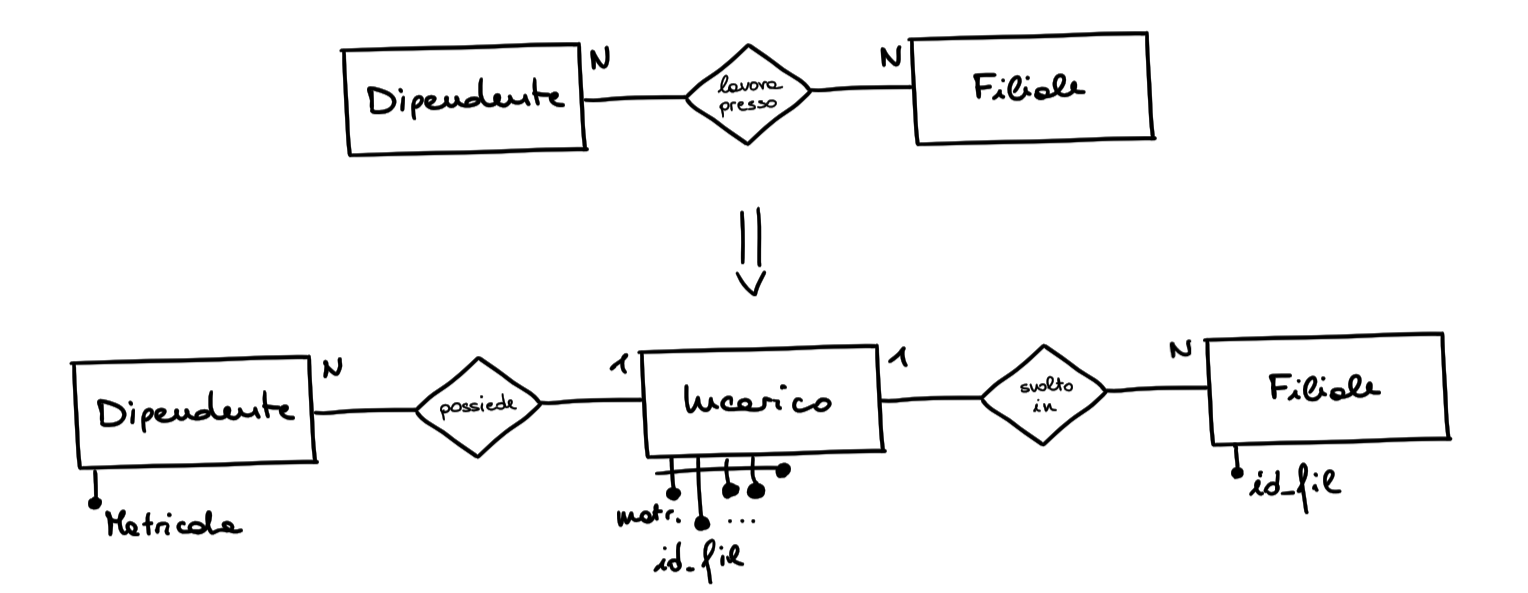 N
N
Dipendente
lavora
presso
Filiale
N
1
1
N
Dipendente
possiede
Incarico
svolto
in
Filiale
Matricola
matr.
...
id_fil
id_fil